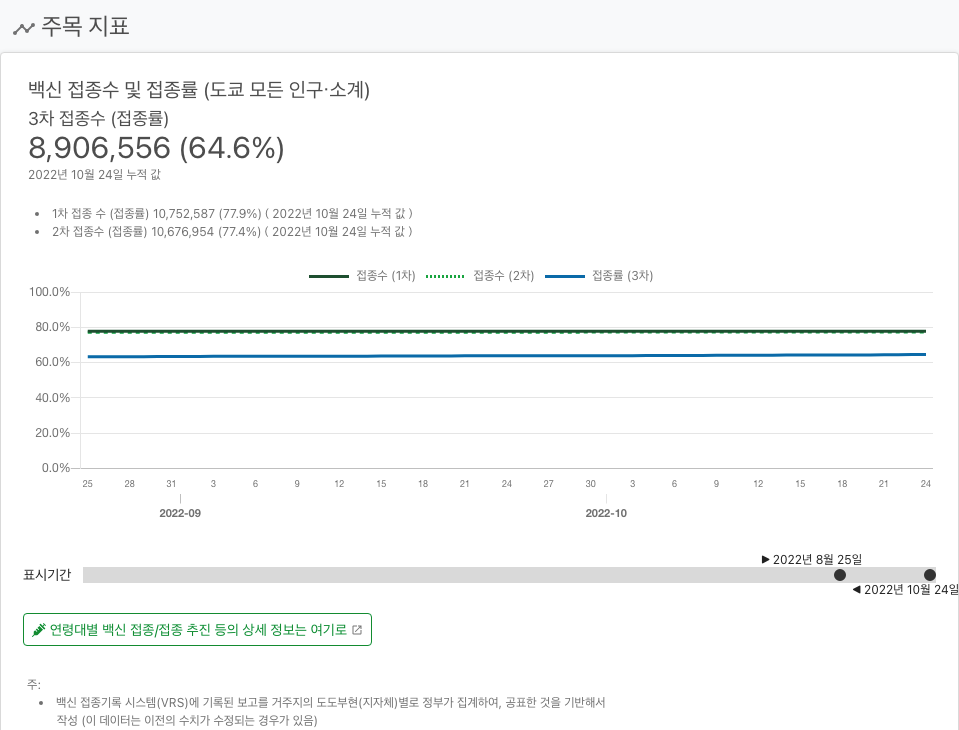 주목 지표
백신 접종수 및 접종률 (도쿄 모든 인구·소계)
3차 접종수 (접종률)
8,906,556 (64.6%)
2022년 10월 24일 누적 값
• 1차 접종 수 (접종률) 10,752,587 (77.9%) ( 2022년 10월 24일 누적 값 )
• 2차 접종수 (접종률) 10,676,954 (77.4%) ( 2022년 10월 24일 누적 값 )
접종수 (1차) 접종수 (2차) 접종률 (3차)
100.0%
80.0%
60.0%
40.0%
20.0%
0.0%
25 28 31 3 6 9 12 15 18 21 24 27 30 3 6 9 12 15 18 21 24
2022-09 2022-10
▶ 2022년 8월 25일
표시기간
◀ 2022년 10월 24일
연령대별 백신 접종/접종 추진 등의 상세 정보는 여기로
주:
• 백신 접종기록 시스템(VRS)에 기록된 보고를 거주지의 도도부현(지자체)별로 정부가 집계하여, 공표한 것을 기반해서
작성 (이 데이터는 이전의 수치가 수정되는 경우가 있음)